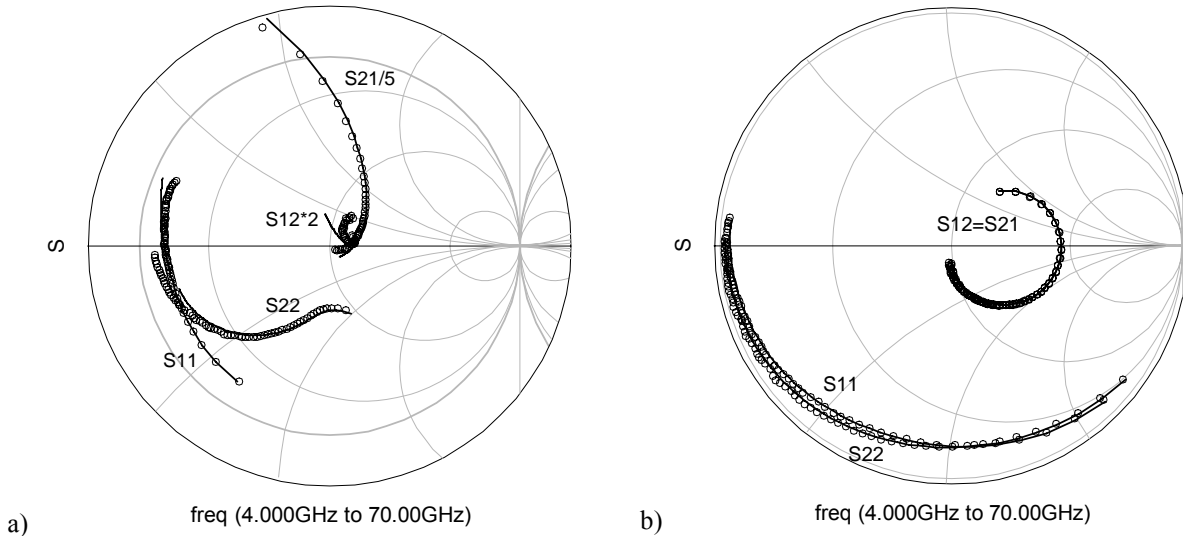 S21/5
S12*2
S
S22
S11
freq (4.000GHz to 70.00GHz)
a)
S12=S21
S
S11
S22
freq (4.000GHz to 70.00GHz)
b)